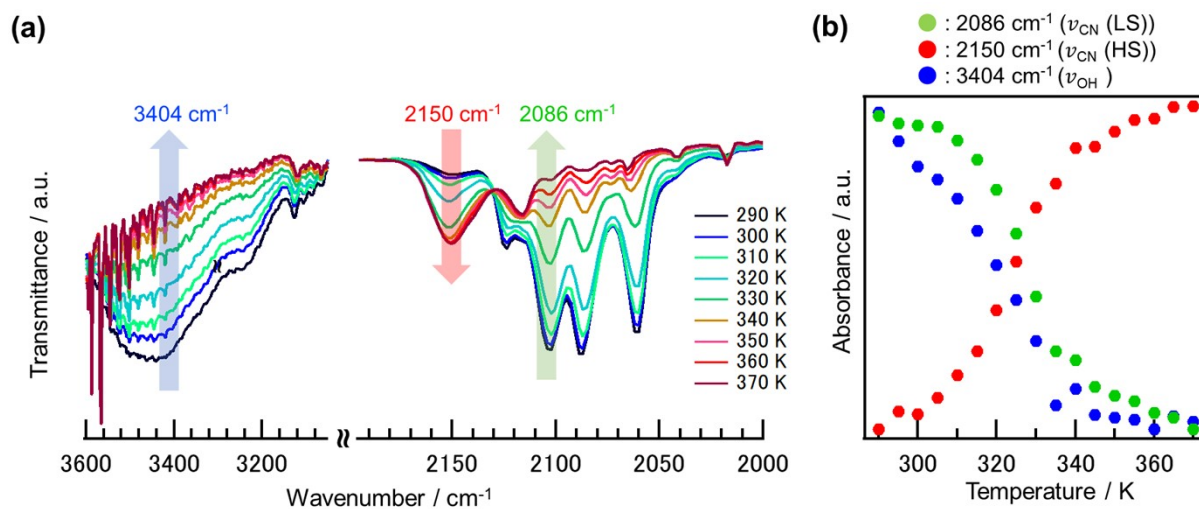 (a)
3404 cm⁻¹
2150 cm⁻¹
2086 cm⁻¹
Transmittance / a.u.
290 K
300 K
310 K
320 K
330 K
340 K
350 K
360 K
370 K
3600
3400
3200
2150
2100
2050
2000
Wavenumber / cm⁻¹
(b)
: 2086 cm⁻¹ (νCN (LS))
: 2150 cm⁻¹ (νCN (HS))
: 3404 cm⁻¹ (νOH )
Absorbance / a.u.
300
320
340
360
Temperature / K